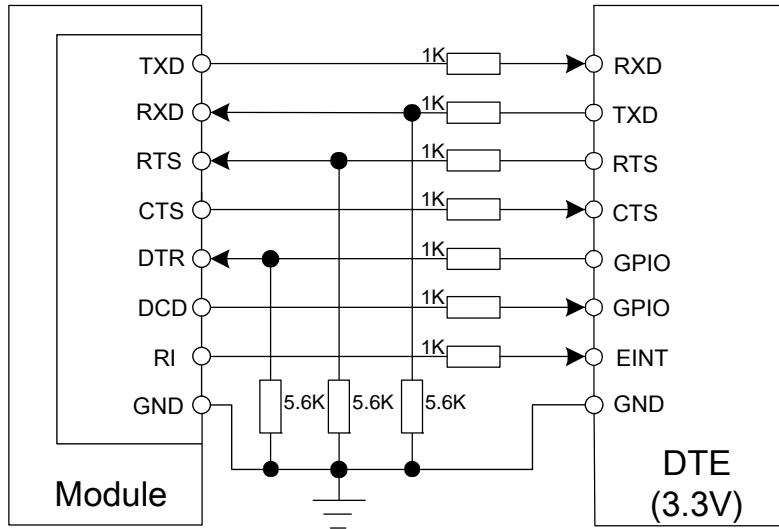 TXD 1K RXD
RXD 1K TXD
RTS 1K RTS
CTS 1K CTS
DTR 1K GPIO
DCD 1K GPIO
RI 1K EINT
GND 5.6K 5.6K 5.6K GND
Module
DTE
(3.3V)